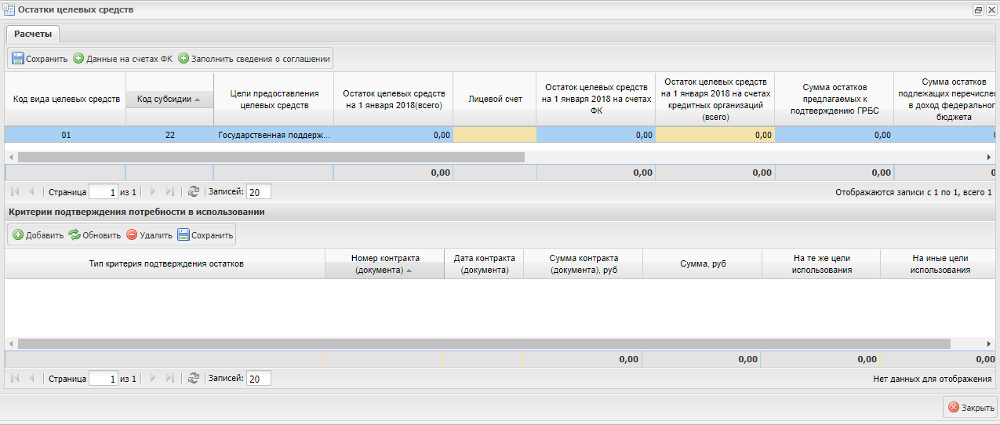 Остатки целевых средств
Расчеты
Сохранить Данные на счетах ФК Заполнить сведения о соглашении
Код вида целевых средств
Код субсидии
Цели предоставления
целевых средств
Остаток целевых средств
на 1 января 2018(всего)
Лицевой счет
Остаток целевых средств
на 1 января 2018 на счетах
ФК
Остаток целевых средств
на 1 января 2018 на счетах
кредитных организаций
(всего)
Сумма остатков
предлагаемых к
подтверждению ГРБС
Сумма остатков
подлежащих перечислен
в доход федерального
бюджета
01 22 Государственная поддерж... 0,00 0,00 0,00 0,00
0,00 0,00 0,00 0,00
Страница 1 из 1 Записей: 20 Отображаются записи с 1 по 1, всего 1
Критерии подтверждения потребности в использовании
Добавить Обновить Удалить Сохранить
Тип критерия подтверждения остатков
Номер контракта
(документа)
Дата контракта
(документа)
Сумма контракта
(документа), руб
Сумма, руб
На те же цели
использования
На иные цели
использования
0,00 0,00 0,00 0,00
Страница 1 из 1 Записей: 20 Нет данных для отображения
Закрыть